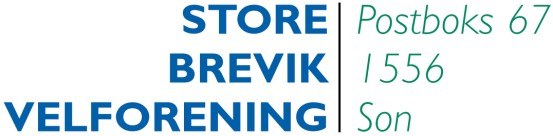 STORE
BREVIK
VELFORENING
Postboks 67
1556
Son